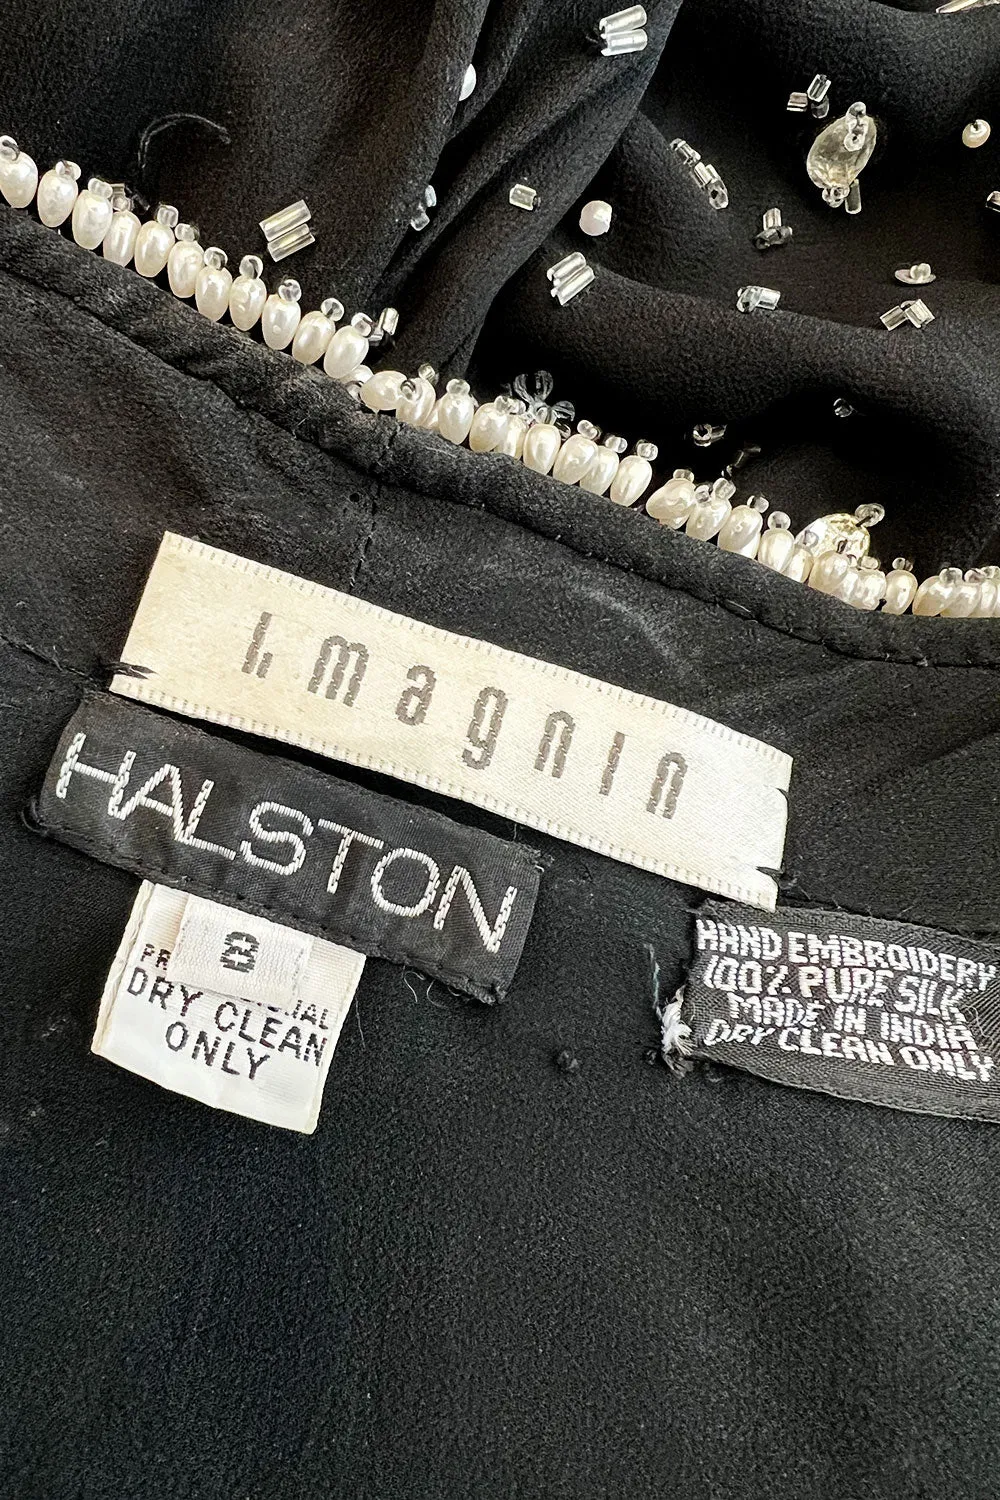 I. magnin
HALSTON
8
DRY CLEAN
ONLY
HAND EMBROIDERY
100% PURE SILK
MADE IN INDIA
DRY CLEAN ONLY